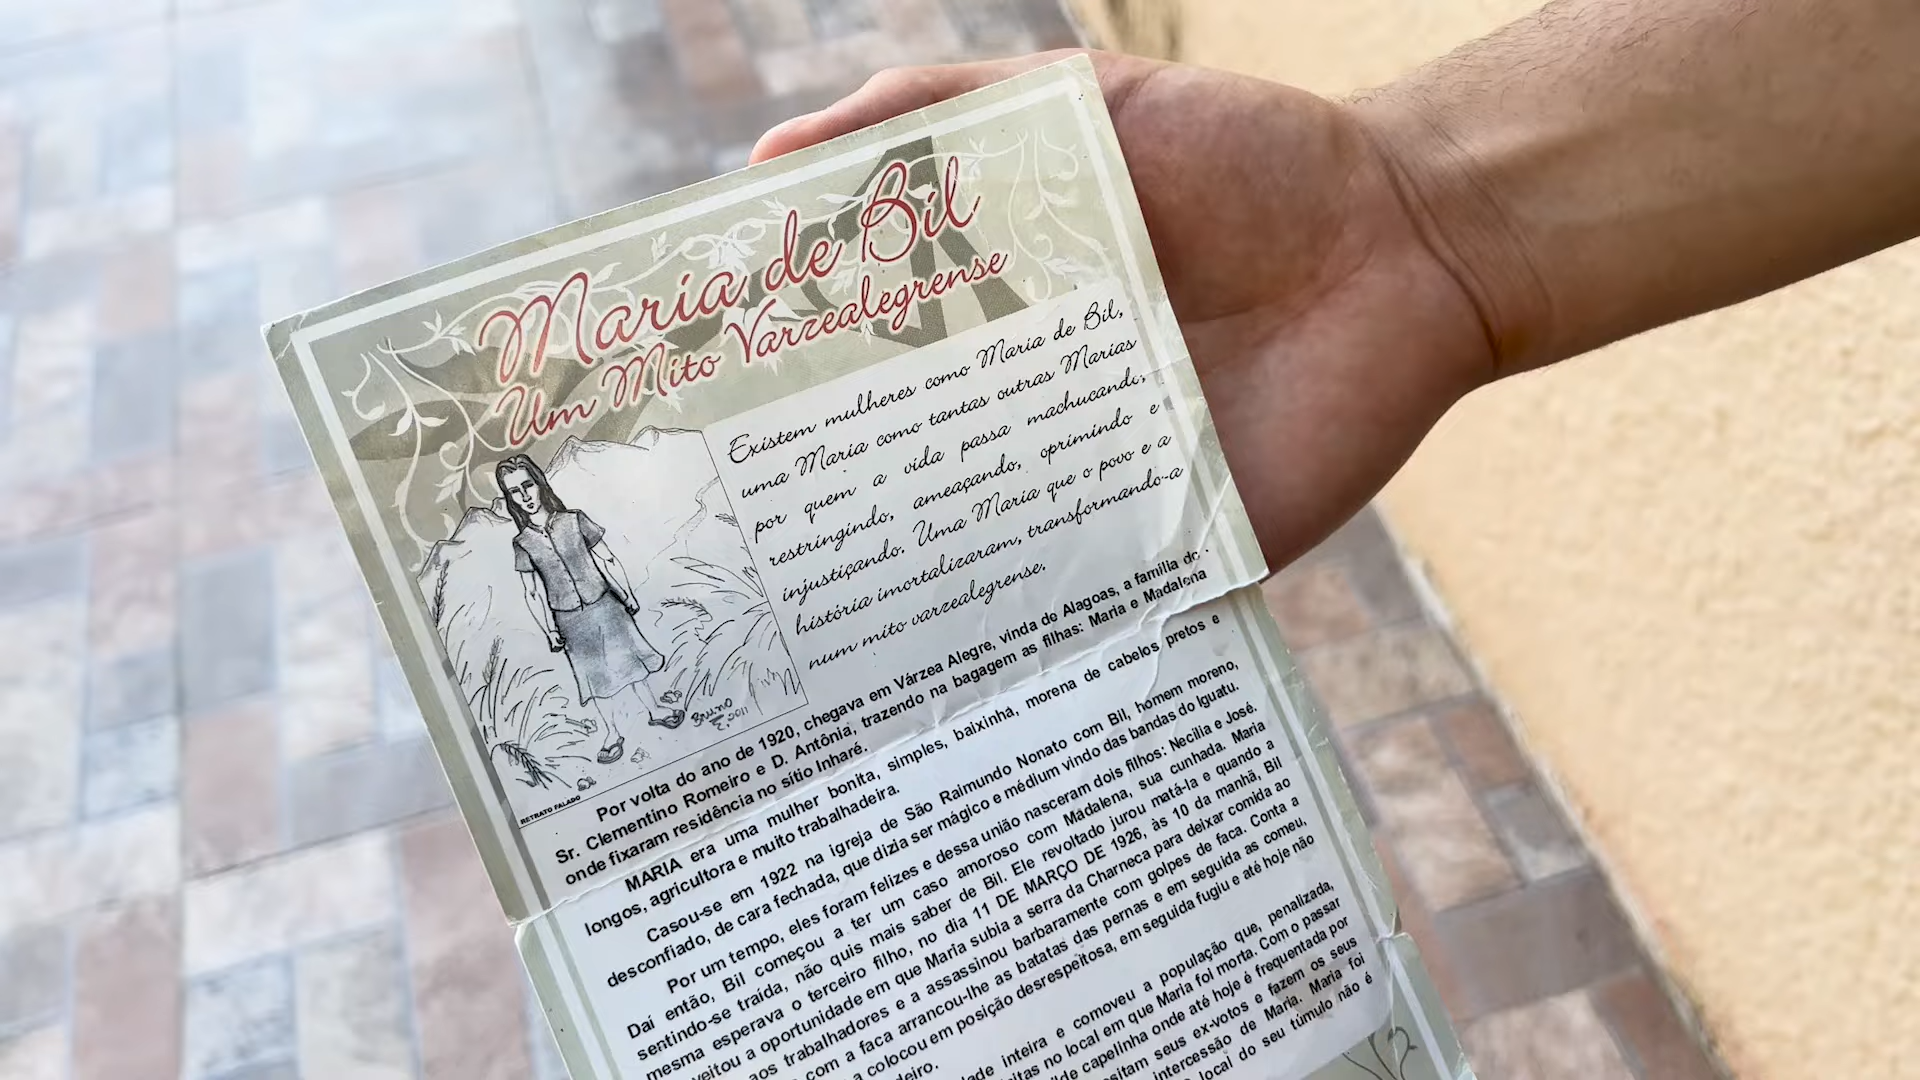 Maria de Bil
Um Mito Varzealegrense
Existem mulheres como Maria de Bil,
uma Maria como tantas outras Marias
por quem a vida passa machucando,
restringindo, ameaçando, oprimindo e
injustiçando. Uma Maria que o povo e a
história imortalizaram, transformando-a
num mito varzealegrense.
Bruno
2011
RETRATO FALADO
Por volta do ano de 1920, chegava em Várzea Alegre, vinda de Alagoas, a família do
Sr. Clementino Romeiro e D. Antônia, trazendo na bagagem as filhas: Maria e Madalena
onde fixaram residência no sítio Inharé.
MARIA era uma mulher bonita, simples, baixinha, morena de cabelos pretos e
longos, agricultora e muito trabalhadeira.
Casou-se em 1922 na igreja de São Raimundo Nonato com Bil, homem moreno,
desconfiado, de cara fechada, que dizia ser mágico e médium vindo das bandas do Iguatu.
Por um tempo, eles foram felizes e dessa união nasceram dois filhos: Necilia e José.
Daí então, Bil começou a ter um caso amoroso com Madalena, sua cunhada. Maria
sentindo-se traída, não quis mais saber de Bil. Ele revoltado jurou matá-la e quando a
mesma esperava o terceiro filho, no dia 11 DE MARÇO DE 1926, às 10 da manhã, Bil
veitou a oportunidade em que Maria subia a serra da Charneca para deixar comida ao
aos trabalhadores e a assassinou barbaramente com golpes de faca. Conta a
com a faca arrancou-lhe as batatas das pernas e em seguida as comeu,
a colocou em posição desrespeitosa, em seguida fugiu e até hoje não
deiro.
dade inteira e comoveu a população que, penalizada,
itas no local em que Maria foi morta. Com o passar
lde capelinha onde até hoje é frequentada por
sitam seus ex-votos e fazem os seus
intercessão de Maria. Maria foi
local do seu túmulo não é